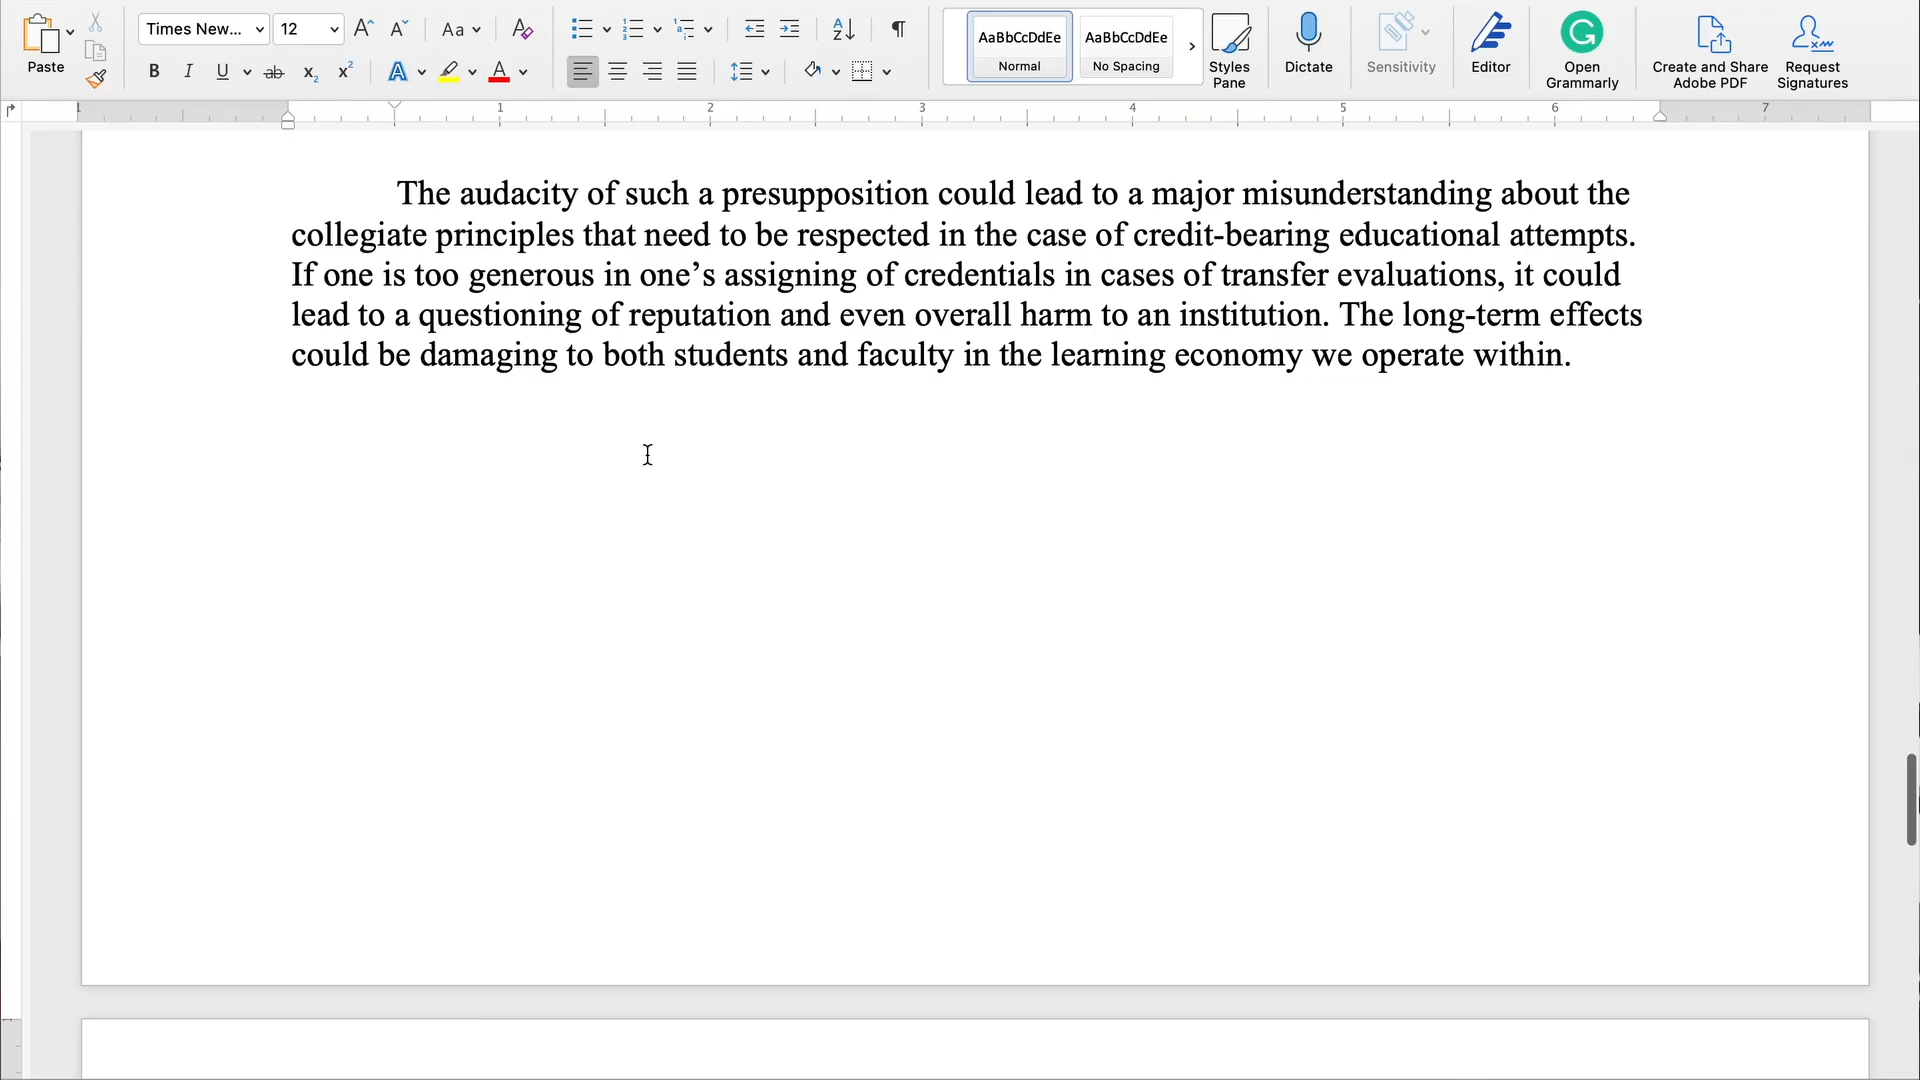 Times New...
12
Aa
Paste
B I U ab x₂ x² A A
AaBbCcDdEe
Normal
AaBbCcDdEe
No Spacing
Styles
Pane
Dictate
Sensitivity
Editor
Open
Grammarly
Create and Share
Adobe PDF
Request
Signatures
1 1 2 3 4 5 6 7
The audacity of such a presupposition could lead to a major misunderstanding about the
collegiate principles that need to be respected in the case of credit-bearing educational attempts.
If one is too generous in one’s assigning of credentials in cases of transfer evaluations, it could
lead to a questioning of reputation and even overall harm to an institution. The long-term effects
could be damaging to both students and faculty in the learning economy we operate within.